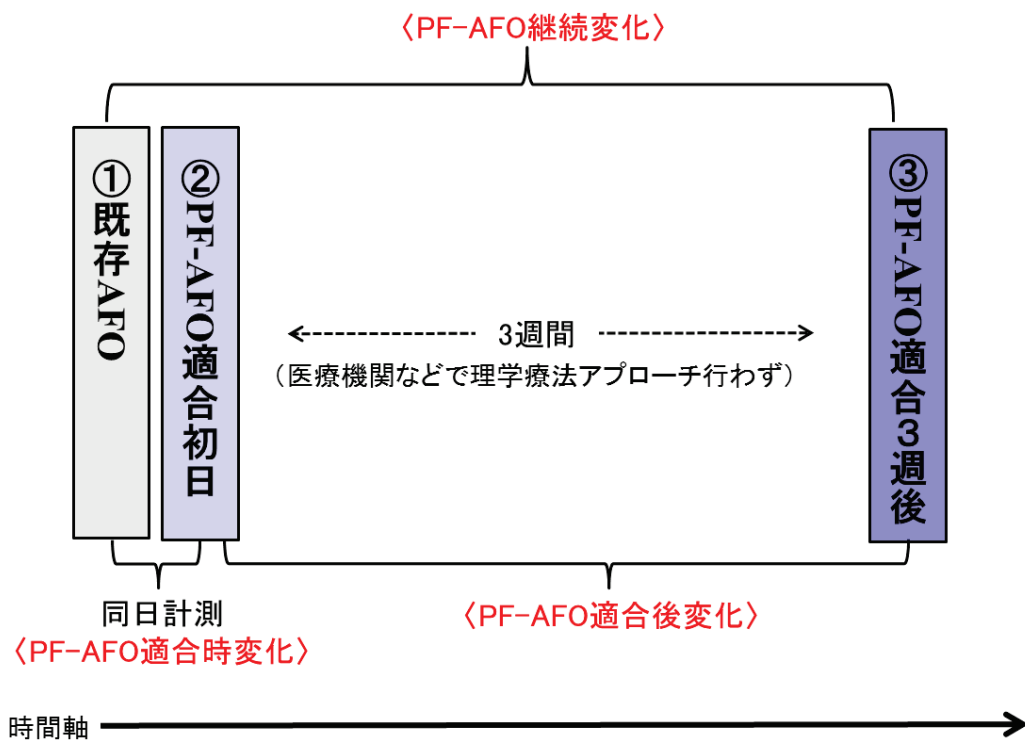 〈PF-AFO継続変化〉
①既存AFO
②PF-AFO適合初日
③PF-AFO適合3週後
3週間
（医療機関などで理学療法アプローチ行わず）
同日計測
〈PF-AFO適合時変化〉
〈PF-AFO適合後変化〉
時間軸